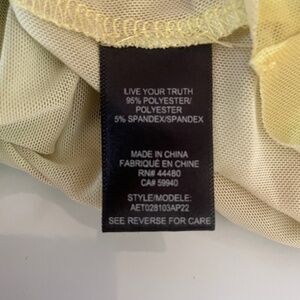 LIVE YOUR TRUTH
95% POLYESTER/
POLYESTER
5% SPANDEX/SPANDEX
MADE IN CHINA
FABRIQUÉ EN CHINE
RN# 44480
CA# 59940
STYLE/MODELE:
AET028103AP22
SEE REVERSE FOR CARE